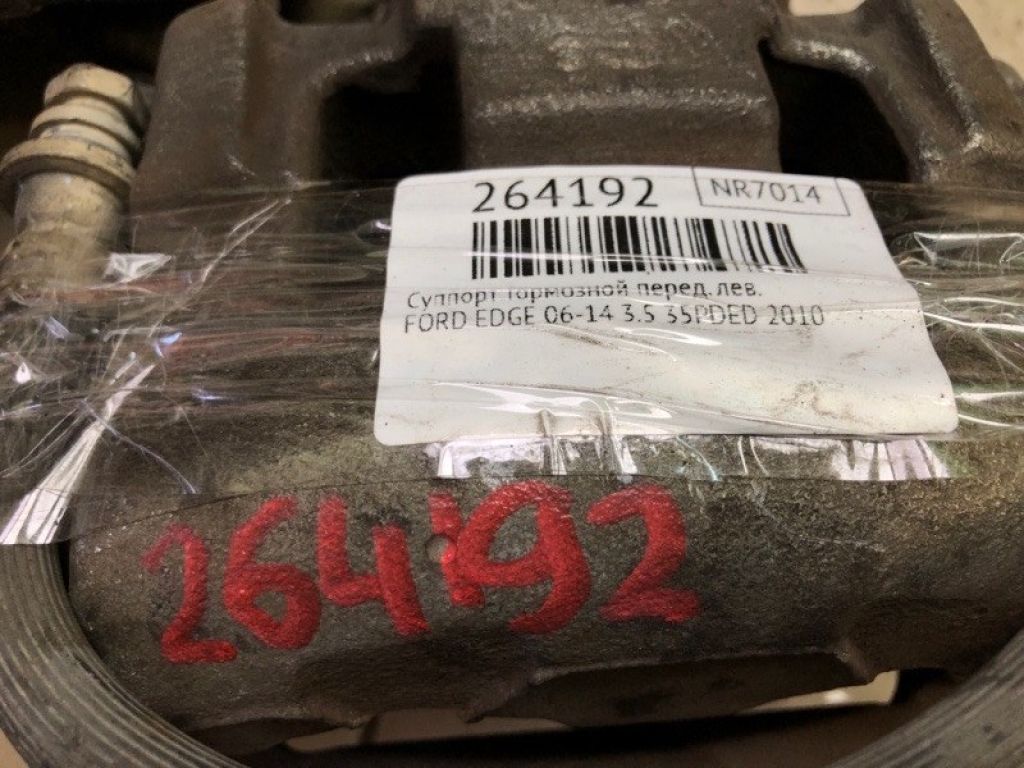 264192
NR7014
Суппорт тормозной перед. лев.
FORD EDGE 06-14 3.5 35PDED 2010
264192